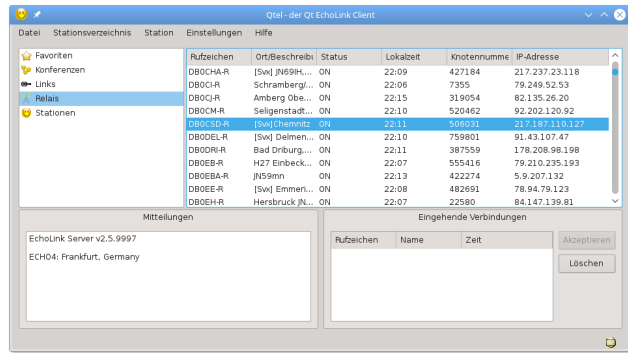 Qtel - der Qt EchoLink Client
Datei Stationsverzeichnis Station Einstellungen Hilfe
Favoriten
Konferenzen
Links
Relais
Stationen
Rufzeichen Ort/Beschreibu Status Lokalzeit Knotennumme IP-Adresse
DB0CHA-R [Svx] JN69IH,... ON 22:09 427184 217.237.23.118
DB0CI-R Schramberg/... ON 22:06 7355 79.249.52.53
DB0CJ-R Amberg Obe... ON 22:15 319054 82.135.26.20
DB0CM-R Seligenstadt... ON 22:10 520462 92.202.120.92
DB0CSD-R [Svx]Chemnitz ON 22:11 506031 217.187.110.127
DB0DEL-R [Svx] Delmen... ON 22:10 759801 91.43.107.47
DB0DRI-R Bad Driburg,... ON 22:11 387559 178.208.98.198
DB0EB-R H27 Einbeck... ON 22:07 555416 79.210.235.193
DB0EBA-R JN59mn ON 22:13 422274 5.9.207.132
DB0EE-R [Svx] Emmeri... ON 22:08 482691 78.94.79.123
DB0EH-R Hersbruck JN... ON 22:07 22580 84.147.139.81
Mitteilungen
EchoLink Server v2.5.9997
ECHO4: Frankfurt, Germany
Eingehende Verbindungen
Rufzeichen Name Zeit
Akzeptieren
Löschen